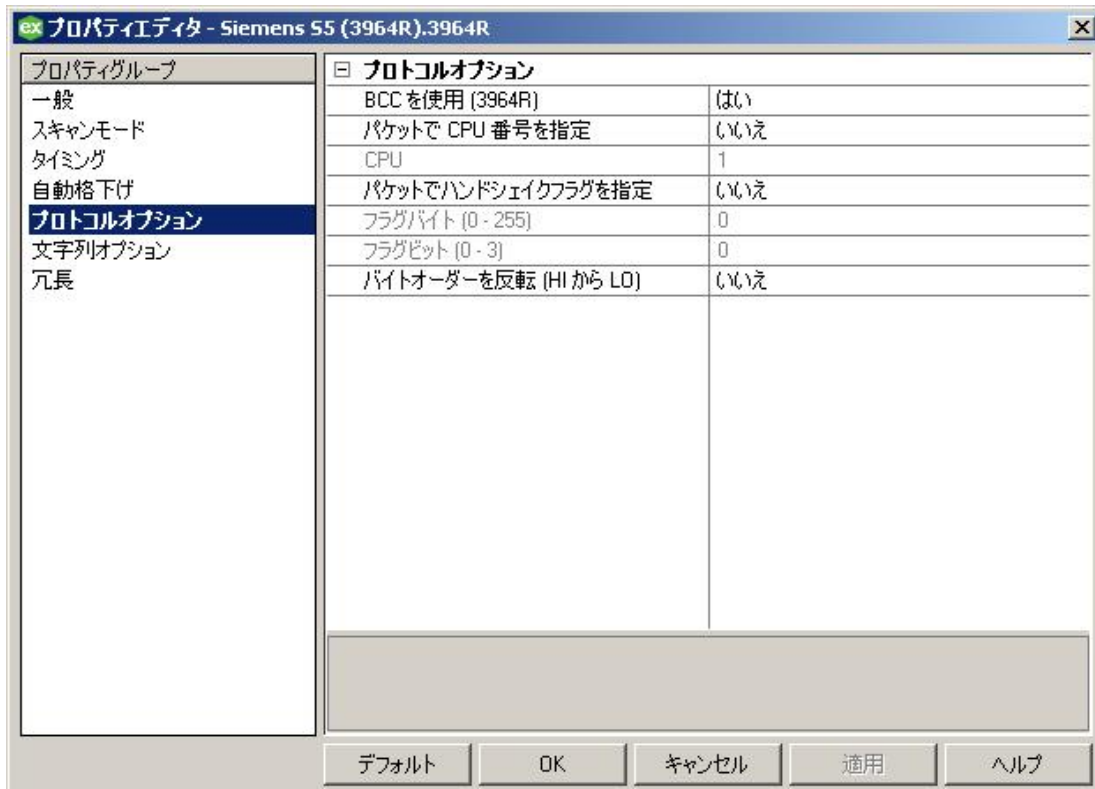 ex プロパティエディタ - Siemens S5 (3964R).3964R
プロパティグループ
一般
スキャンモード
タイミング
自動格下げ
プロトコルオプション
文字列オプション
冗長
プロトコルオプション
BCC を使用 (3964R) はい
パケットで CPU 番号を指定 いいえ
CPU 1
パケットでハンドシェイクフラグを指定 いいえ
フラグバイト (0 - 255) 0
フラグビット (0 - 3) 0
バイトオーダーを反転 (HI から LO) いいえ
デフォルト OK キャンセル 適用 ヘルプ